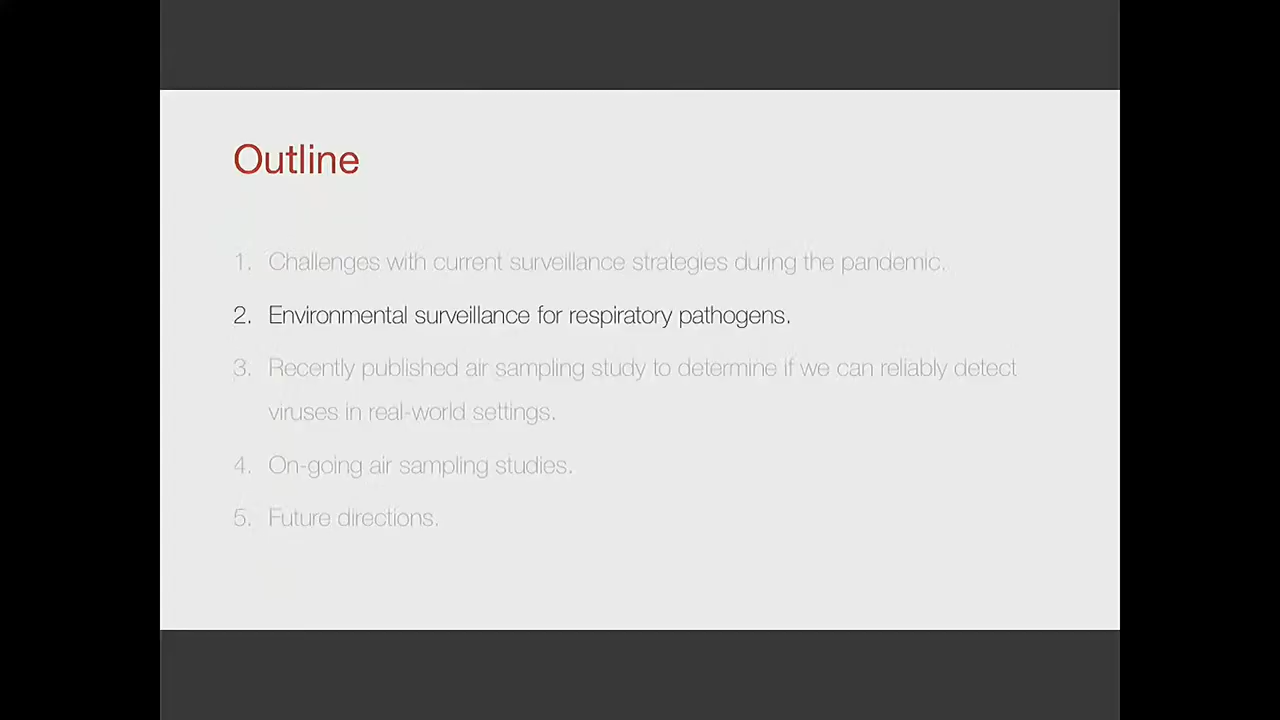 Outline
1. Challenges with current surveillance strategies during the pandemic.
2. Environmental surveillance for respiratory pathogens.
3. Recently published air sampling study to determine if we can reliably detect
viruses in real-world settings.
4. On-going air sampling studies.
5. Future directions.